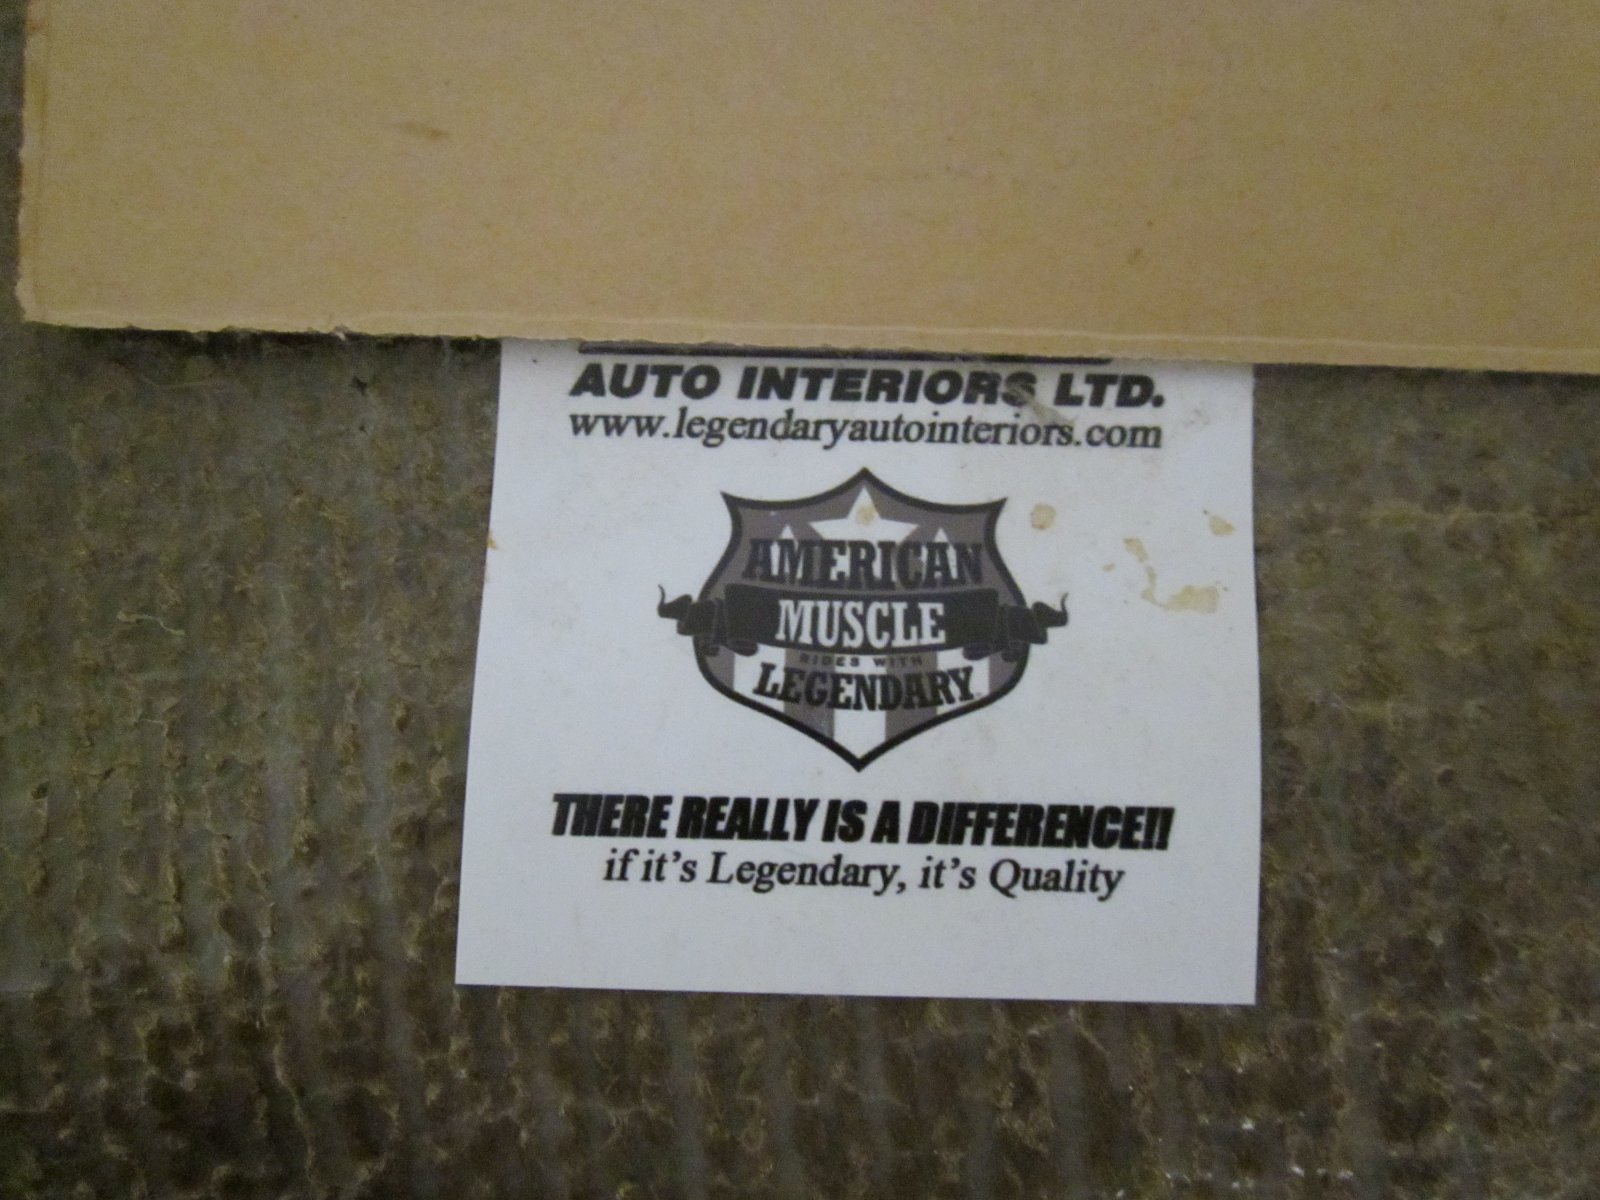 AUTO INTERIORS LTD.
www.legendaryautointeriors.com
AMERICAN
MUSCLE
RIDES WITH
LEGENDARY
THERE REALLY IS A DIFFERENCE!!
if it's Legendary, it's Quality